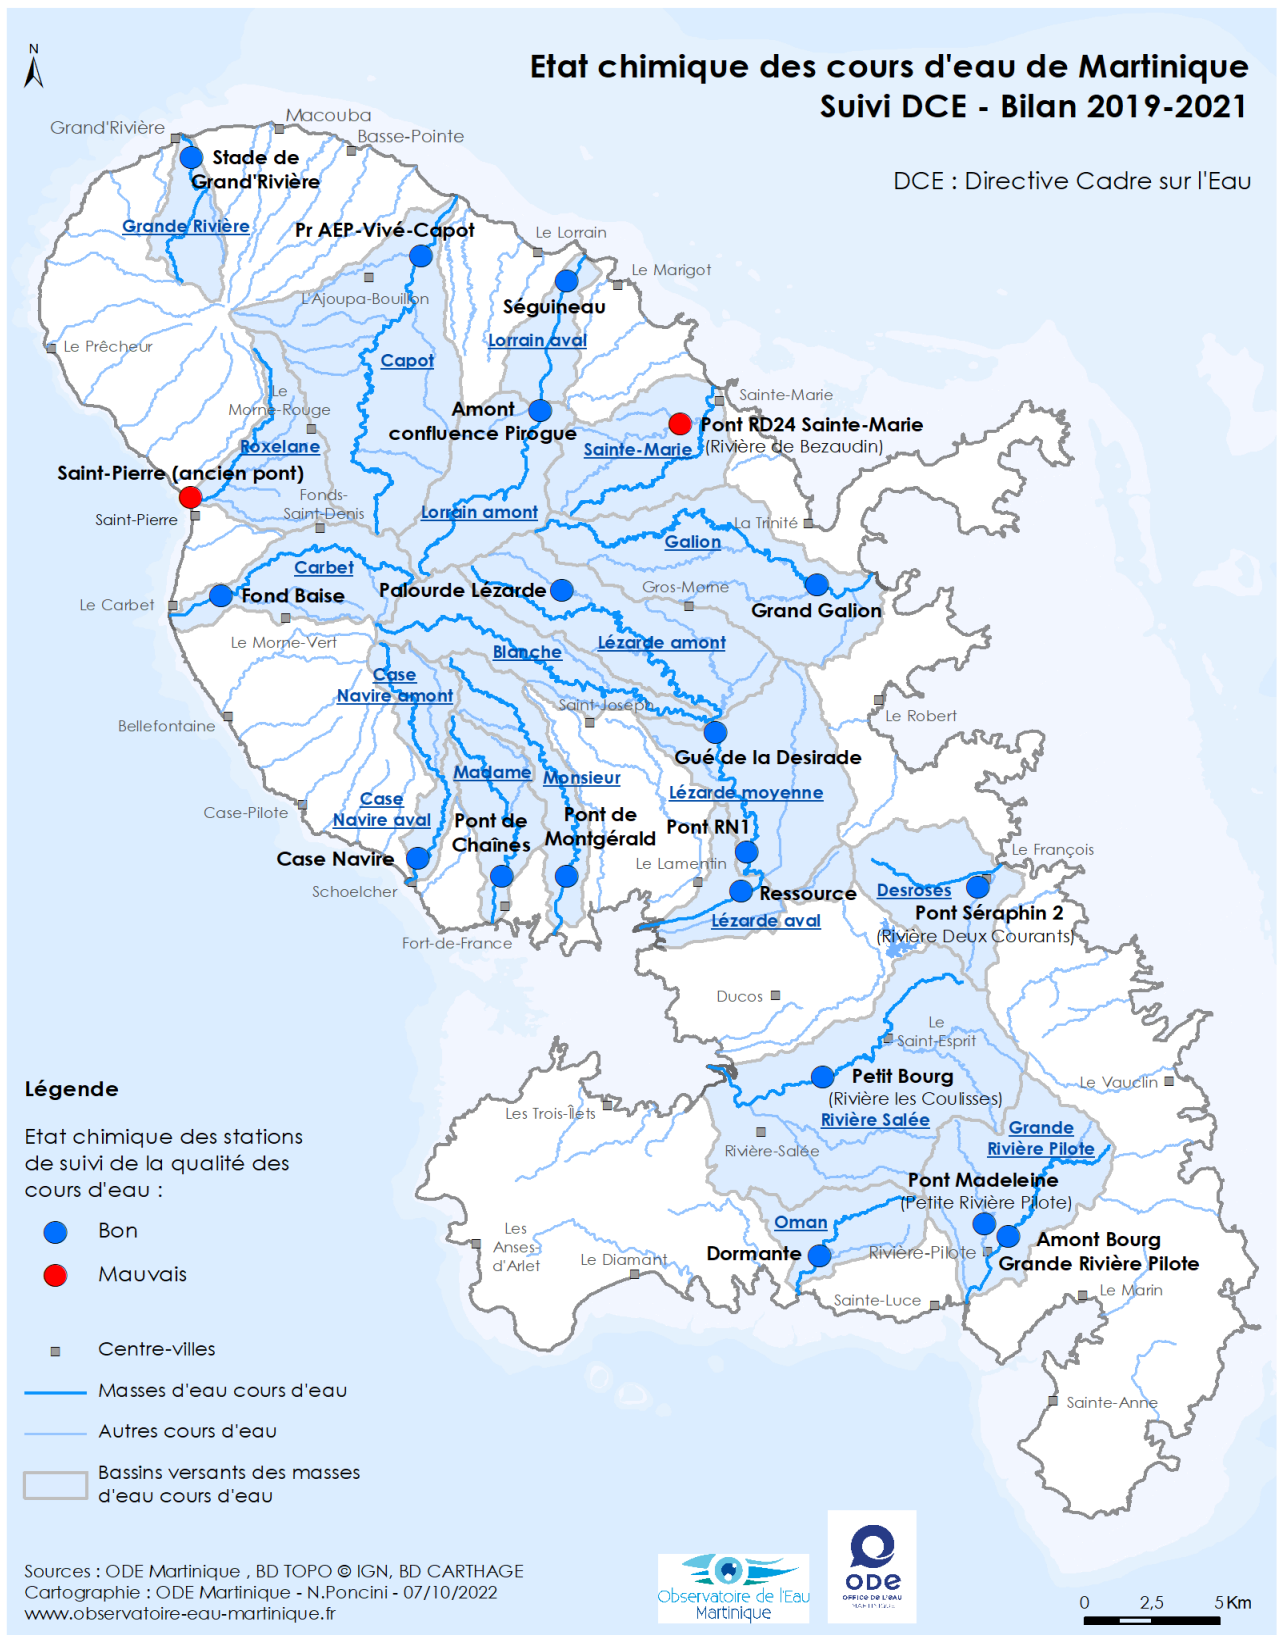 N
Etat chimique des cours d'eau de Martinique
Suivi DCE - Bilan 2019-2021
DCE : Directive Cadre sur l'Eau
Macouba
Grand'Rivière
Basse-Pointe
Stade de
Grand'Rivière
Grande Rivière
Pr AEP-Vivé-Capot
Le Lorrain
Le Marigot
L'Ajoupa-Bouillon
Séguineau
Lorrain aval
Le Prêcheur
Capot
Le
Morne-Rouge
Sainte-Marie
Amont
confluence Pirogue
Pont RD24 Sainte-Marie
(Rivière de Bezaudin)
Roxelane
Sainte-Marie
Saint-Pierre (ancien pont)
Fonds-
Saint-Denis
Saint-Pierre
Lorrain amont
La Trinité
Galion
Carbet
Palourde Lézarde
Gros-Morne
Fond Baise
Le Carbet
Grand Galion
Le Morne-Vert
Lézarde amont
Blanche
Case
Navire amont
Saint-Joseph
Le Robert
Bellefontaine
Gué de la Desirade
Madame
Monsieur
Lézarde moyenne
Case
Navire aval
Case-Pilote
Pont de
Chaînes
Pont de
Montgérald
Pont RN1
Case Navire
Le Lamentin
Le François
Schoelcher
Ressource
Desroses
Lézarde aval
Pont Séraphin 2
(Rivière Deux Courants)
Fort-de-France
Ducos
Le
Saint-Esprit
Petit Bourg
(Rivière les Coulisses)
Rivière Salée
Le Vauclin
Les Trois-Îlets
Grande
Rivière Pilote
Rivière-Salée
Pont Madeleine
(Petite Rivière Pilote)
Oman
Les
Anses-
d'Arlet
Le Diamant
Dormante
Rivière-Pilote
Amont Bourg
Grande Rivière Pilote
Sainte-Luce
Le Marin
Sainte-Anne
Légende
Etat chimique des stations
de suivi de la qualité des
cours d'eau :
Bon
Mauvais
Centre-villes
Masses d'eau cours d'eau
Autres cours d'eau
Bassins versants des masses
d'eau cours d'eau
Sources : ODE Martinique , BD TOPO © IGN, BD CARTHAGE
Cartographie : ODE Martinique - N.Poncini - 07/10/2022
www.observatoire-eau-martinique.fr
Observatoire de l'Eau
Martinique
ODE
OFFICE DE L'EAU
MARTINIQUE
0 2,5 5 Km